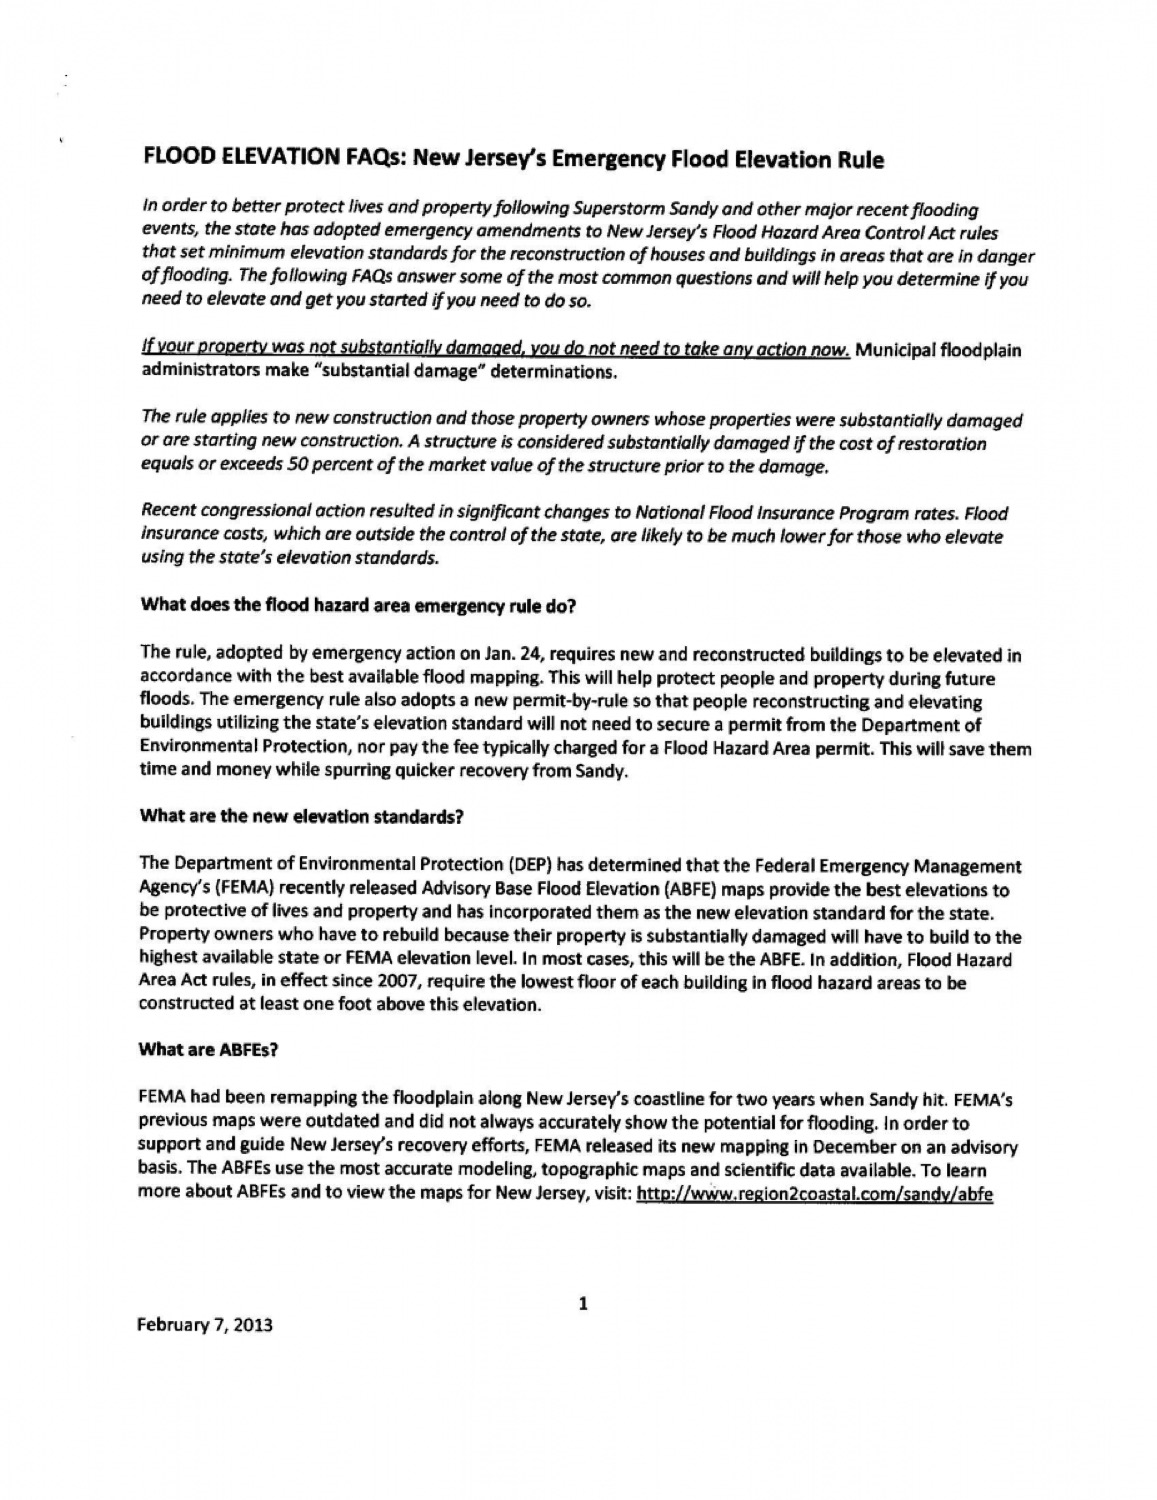 FLOOD ELEVATION FAQs: New Jersey's Emergency Flood Elevation Rule
In order to better protect lives and property following Superstorm Sandy and other major recent flooding
events, the state has adopted emergency amendments to New Jersey's Flood Hazard Area Control Act rules
that set minimum elevation standards for the reconstruction of houses and buildings in areas that are in danger
of flooding. The following FAQs answer some of the most common questions and will help you determine if you
need to elevate and get you started if you need to do so.
If your property was not substantially damaged, you do not need to take any action now. Municipal floodplain
administrators make "substantial damage" determinations.
The rule applies to new construction and those property owners whose properties were substantially damaged
or are starting new construction. A structure is considered substantially damaged if the cost of restoration
equals or exceeds 50 percent of the market value of the structure prior to the damage.
Recent congressional action resulted in significant changes to National Flood Insurance Program rates. Flood
insurance costs, which are outside the control of the state, are likely to be much lower for those who elevate
using the state's elevation standards.
What does the flood hazard area emergency rule do?
The rule, adopted by emergency action on Jan. 24, requires new and reconstructed buildings to be elevated in
accordance with the best available flood mapping. This will help protect people and property during future
floods. The emergency rule also adopts a new permit-by-rule so that people reconstructing and elevating
buildings utilizing the state's elevation standard will not need to secure a permit from the Department of
Environmental Protection, nor pay the fee typically charged for a Flood Hazard Area permit. This will save them
time and money while spurring quicker recovery from Sandy.
What are the new elevation standards?
The Department of Environmental Protection (DEP) has determined that the Federal Emergency Management
Agency's (FEMA) recently released Advisory Base Flood Elevation (ABFE) maps provide the best elevations to
be protective of lives and property and has incorporated them as the new elevation standard for the state.
Property owners who have to rebuild because their property is substantially damaged will have to build to the
highest available state or FEMA elevation level. In most cases, this will be the ABFE. In addition, Flood Hazard
Area Act rules, in effect since 2007, require the lowest floor of each building in flood hazard areas to be
constructed at least one foot above this elevation.
What are ABFEs?
FEMA had been remapping the floodplain along New Jersey's coastline for two years when Sandy hit. FEMA's
previous maps were outdated and did not always accurately show the potential for flooding. In order to
support and guide New Jersey's recovery efforts, FEMA released its new mapping in December on an advisory
basis. The ABFEs use the most accurate modeling, topographic maps and scientific data available. To learn
more about ABFEs and to view the maps for New Jersey, visit: http://www.region2coastal.com/sandy/abfe
1
February 7, 2013